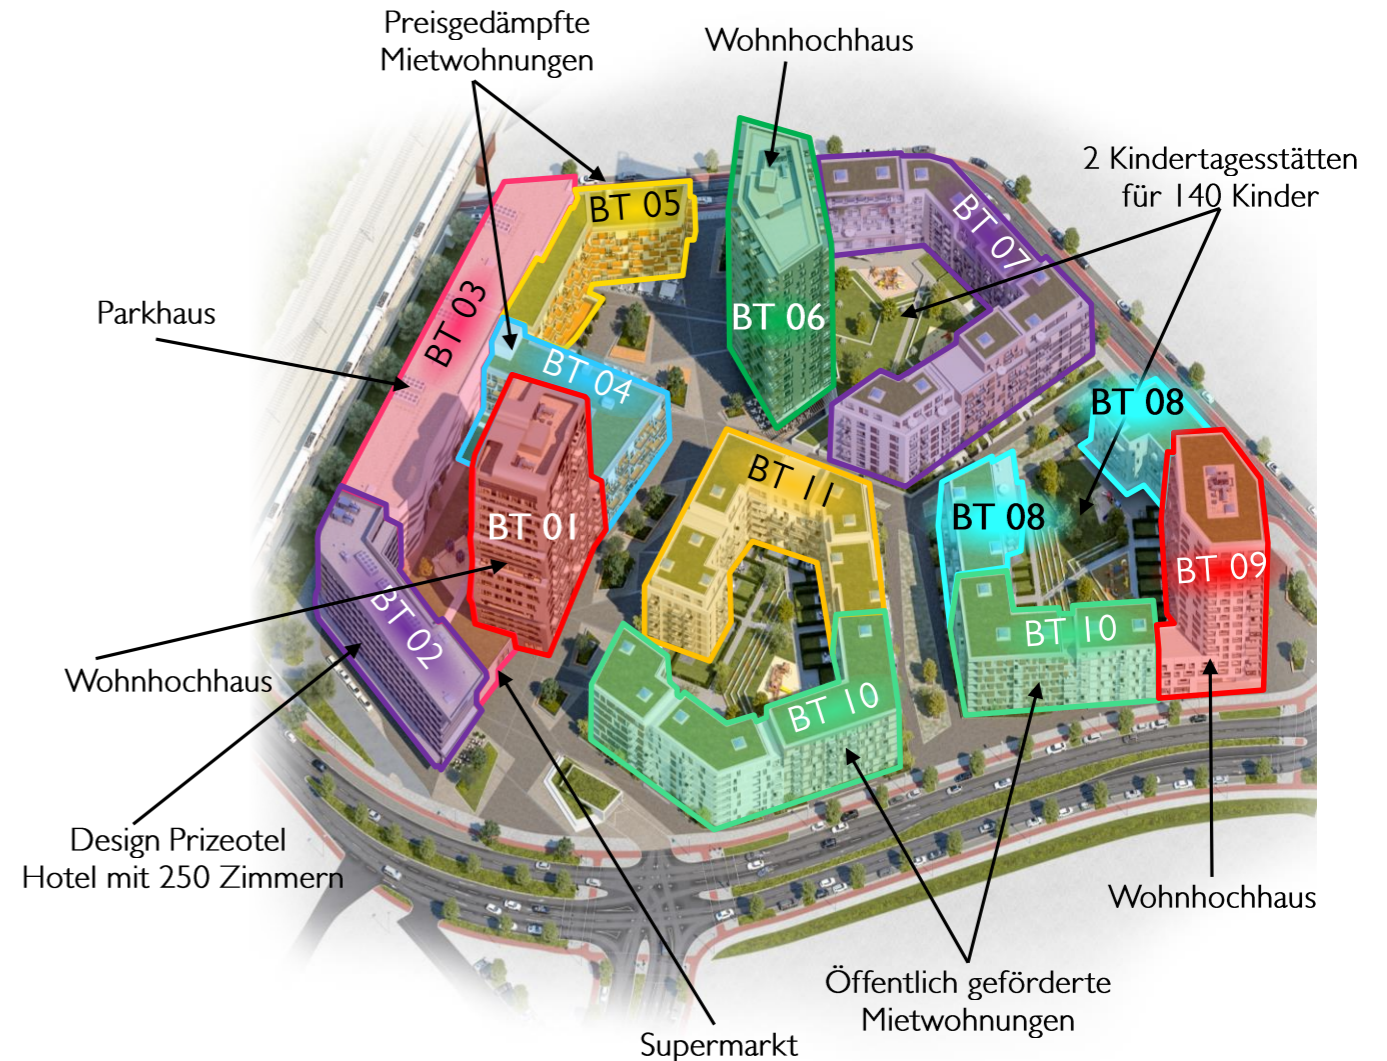 Preisgedämpfte
Mietwohnungen
Wohnhochhaus
2 Kindertagesstätten
für 140 Kinder
BT 05
BT 07
BT 03
BT 06
Parkhaus
BT 04
BT 08
BT 11
BT 01
BT 08
BT 09
BT 02
BT 10
Wohnhochhaus
BT 10
Design Prizeotel
Hotel mit 250 Zimmern
Wohnhochhaus
Öffentlich geförderte
Mietwohnungen
Supermarkt